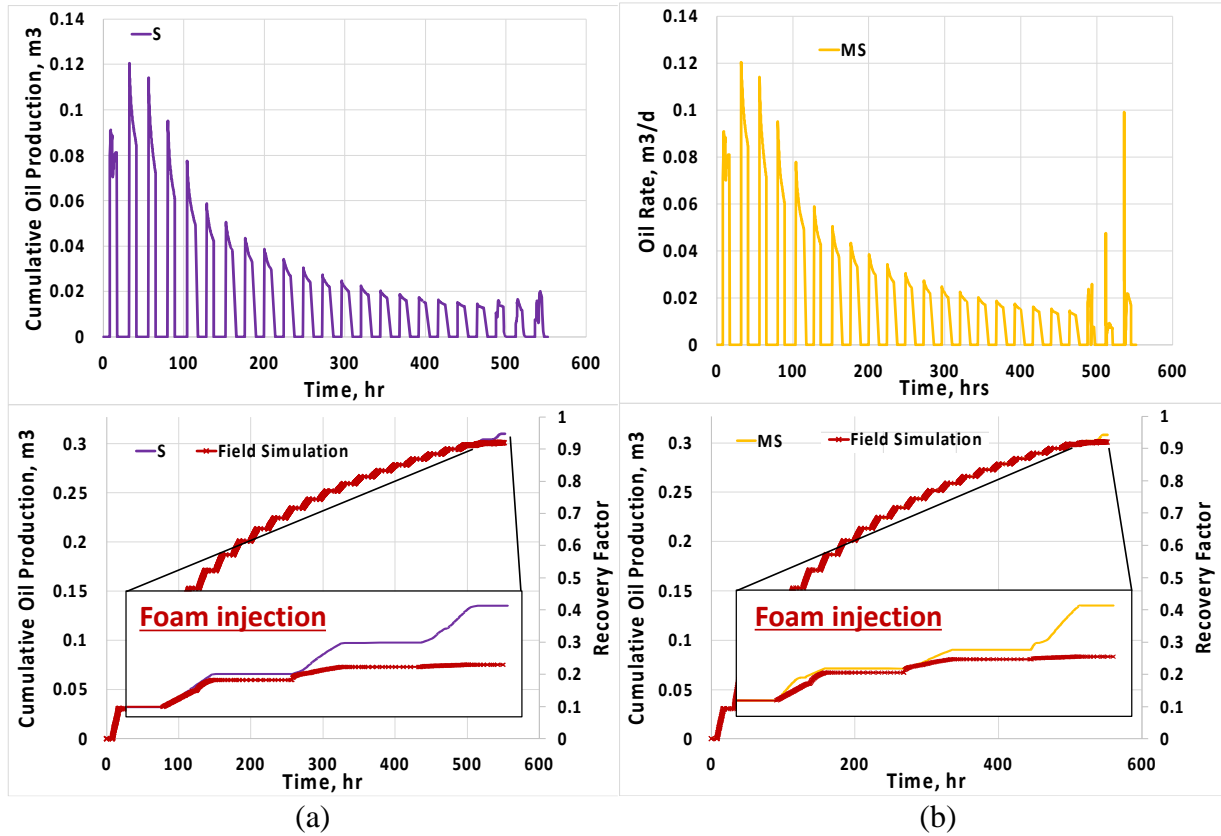 S
Cumulative Oil Production, m3
0.14
0.12
0.1
0.08
0.06
0.04
0.02
0
0 100 200 300 400 500 600
Time, hr
MS
Oil Rate, m3/d
0.14
0.12
0.1
0.08
0.06
0.04
0.02
0
0 100 200 300 400 500 600
Time, hrs
S Field Simulation
Cumulative Oil Production, m3
0.3
0.25
0.2
0.15
0.1
0.05
0
Foam injection
1
0.9
0.8
0.7
0.6
0.5
0.4
0.3
0.2
0.1
0
Recovery Factor
0 100 200 300 400 500 600
Time, hr
(a)
MS Field Simulation
Cumulative Oil Production, m3
0.3
0.25
0.2
0.15
0.1
0.05
0
Foam injection
1
0.9
0.8
0.7
0.6
0.5
0.4
0.3
0.2
0.1
0
Recovery Factor
0 200 400 600
Time, hr
(b)